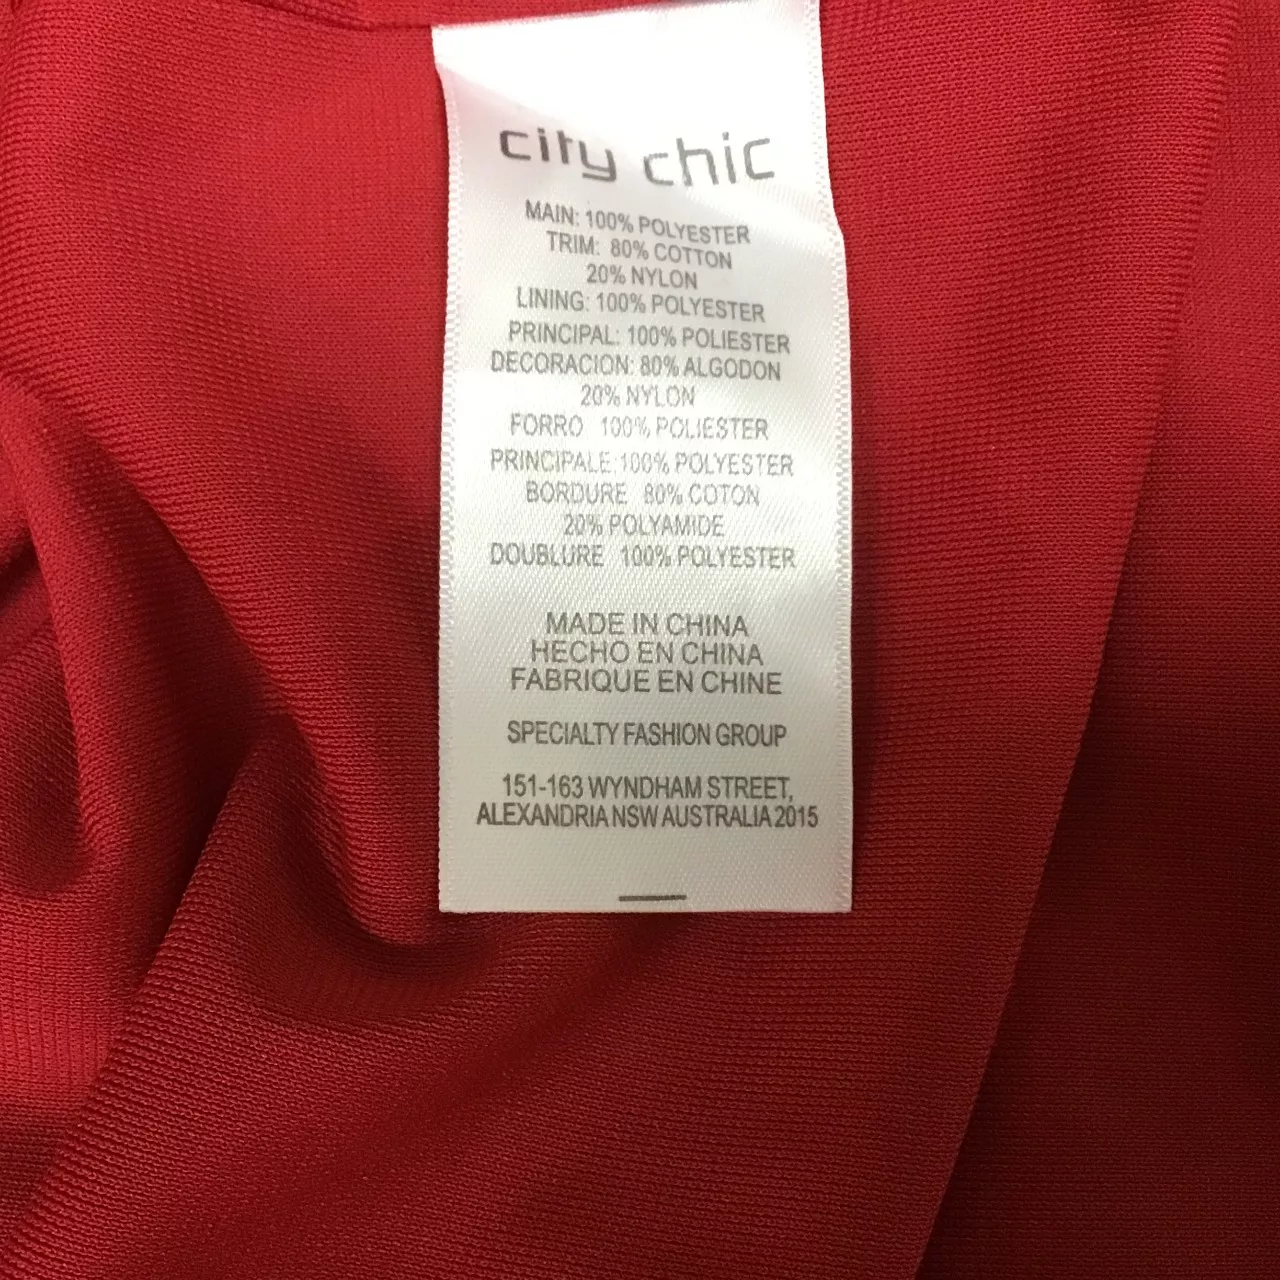 city chic
MAIN: 100% POLYESTER
TRIM: 80% COTTON
20% NYLON
LINING: 100% POLYESTER
PRINCIPAL: 100% POLIESTER
DECORACION: 80% ALGODON
20% NYLON
FORRO 100% POLIESTER
PRINCIPALE: 100% POLYESTER
BORDURE 80% COTON
20% POLYAMIDE
DOUBLURE 100% POLYESTER
MADE IN CHINA
HECHO EN CHINA
FABRIQUE EN CHINE
SPECIALTY FASHION GROUP
151-163 WYNDHAM STREET,
ALEXANDRIA NSW AUSTRALIA 2015